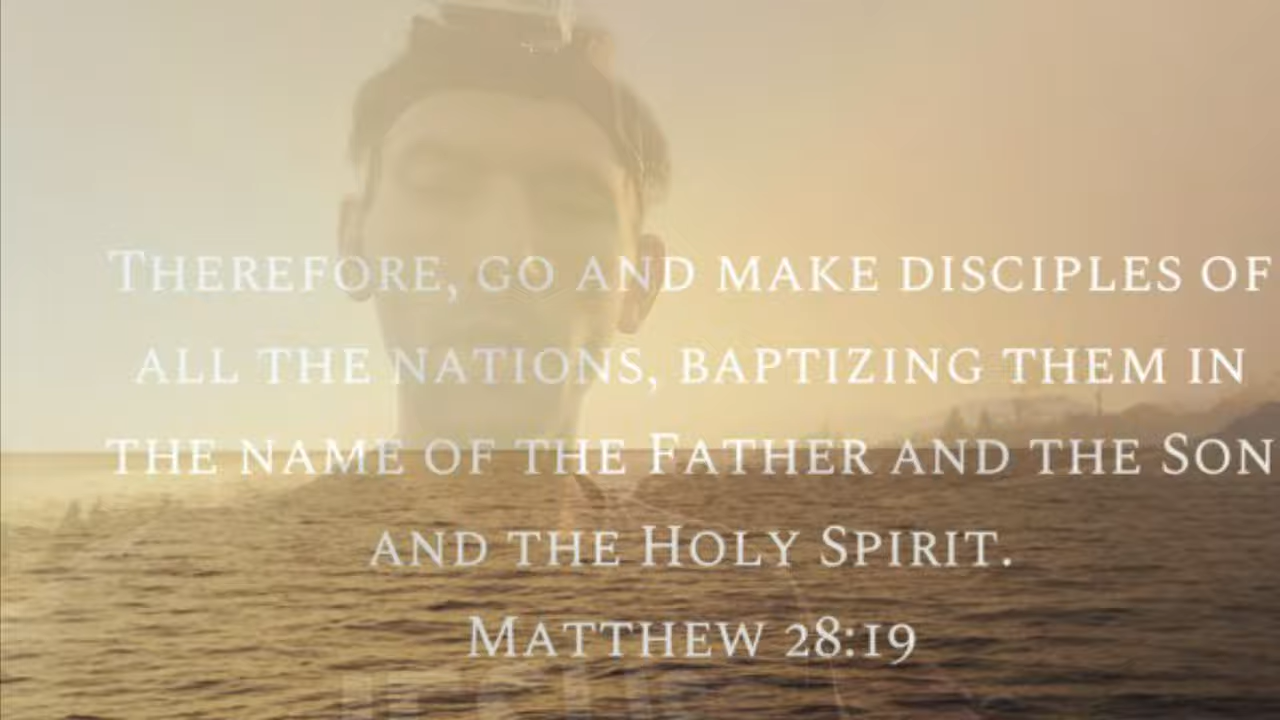 Therefore, go and make disciples of
all the nations, baptizing them in
the name of the Father and the Son
and the Holy Spirit.
Matthew 28:19